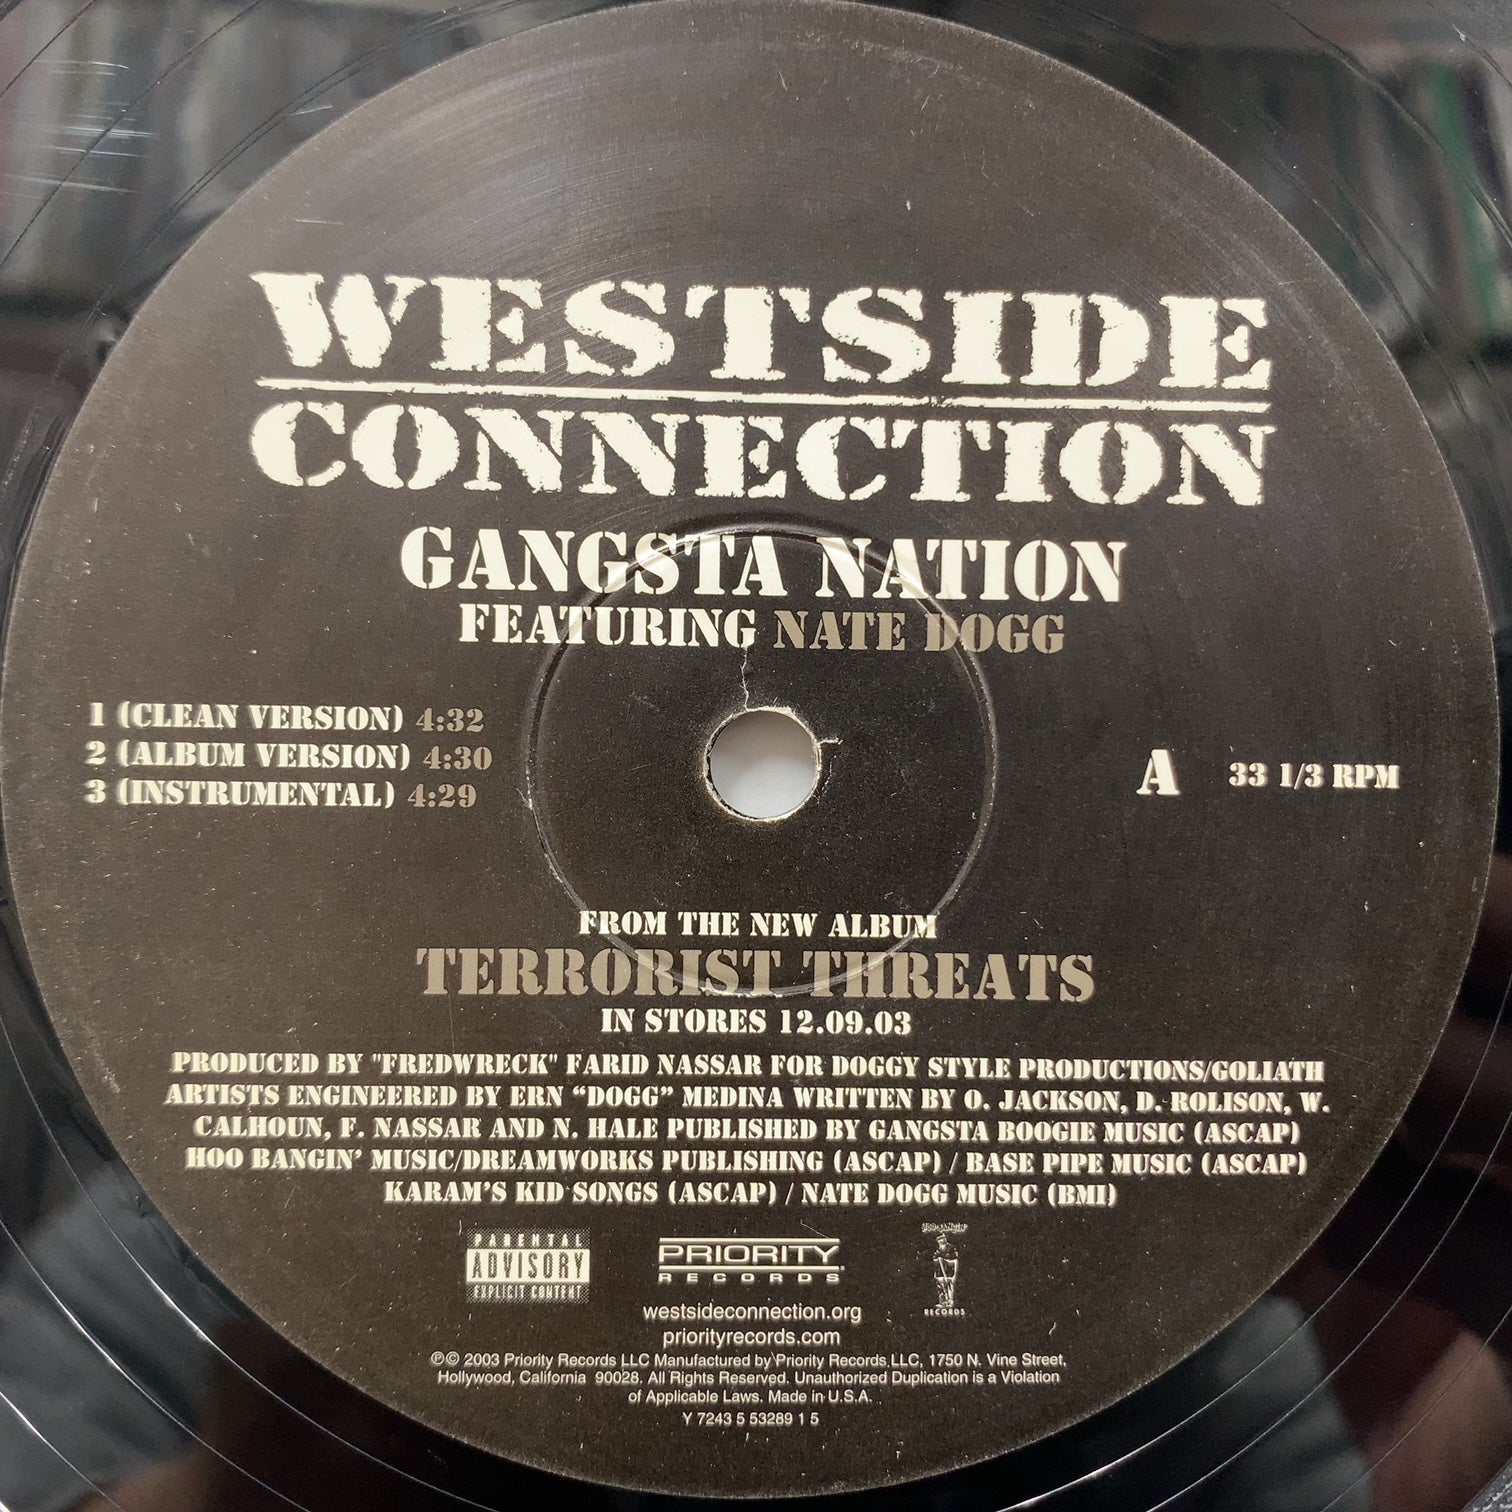 WESTSIDE
CONNECTION
GANGSTA NATION
FEATURING NATE DOGG
1 (CLEAN VERSION) 4:32
2 (ALBUM VERSION) 4:30
3 (INSTRUMENTAL) 4:29
A 33 1/3 RPM
FROM THE NEW ALBUM
TERRORIST THREATS
IN STORES 12.09.03
PRODUCED BY "FREDWRECK" FARID NASSAR FOR DOGGY STYLE PRODUCTIONS/GOLIATH
ARTISTS ENGINEERED BY ERN “DOGG” MEDINA WRITTEN BY O. JACKSON, D. ROLISON, W.
CALHOUN, F. NASSAR AND N. HALE PUBLISHED BY GANGSTA BOOGIE MUSIC (ASCAP)
HOO BANGIN’ MUSIC/DREAMWORKS PUBLISHING (ASCAP) / BASE PIPE MUSIC (ASCAP)
KARAM’S KID SONGS (ASCAP) / NATE DOGG MUSIC (BMI)
PARENTAL
ADVISORY
EXPLICIT CONTENT
PRIORITY
RECORDS
HOO-BANGIN'
RECORDS
westsideconnection.org
priorityrecords.com
℗© 2003 Priority Records LLC Manufactured by Priority Records LLC, 1750 N. Vine Street,
Hollywood, California 90028. All Rights Reserved. Unauthorized Duplication is a Violation
of Applicable Laws. Made in U.S.A.
Y 7243 5 53289 1 5